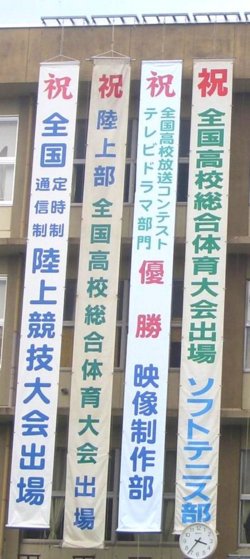 祝
全国高校総合体育大会出場
ソフトテニス部
祝
全国高校放送コンテスト
テレビドラマ部門
優勝
映像制作部
祝
陸上部
全国高校総合体育大会
出場
祝
全国
定時制
通信制
陸上競技大会出場